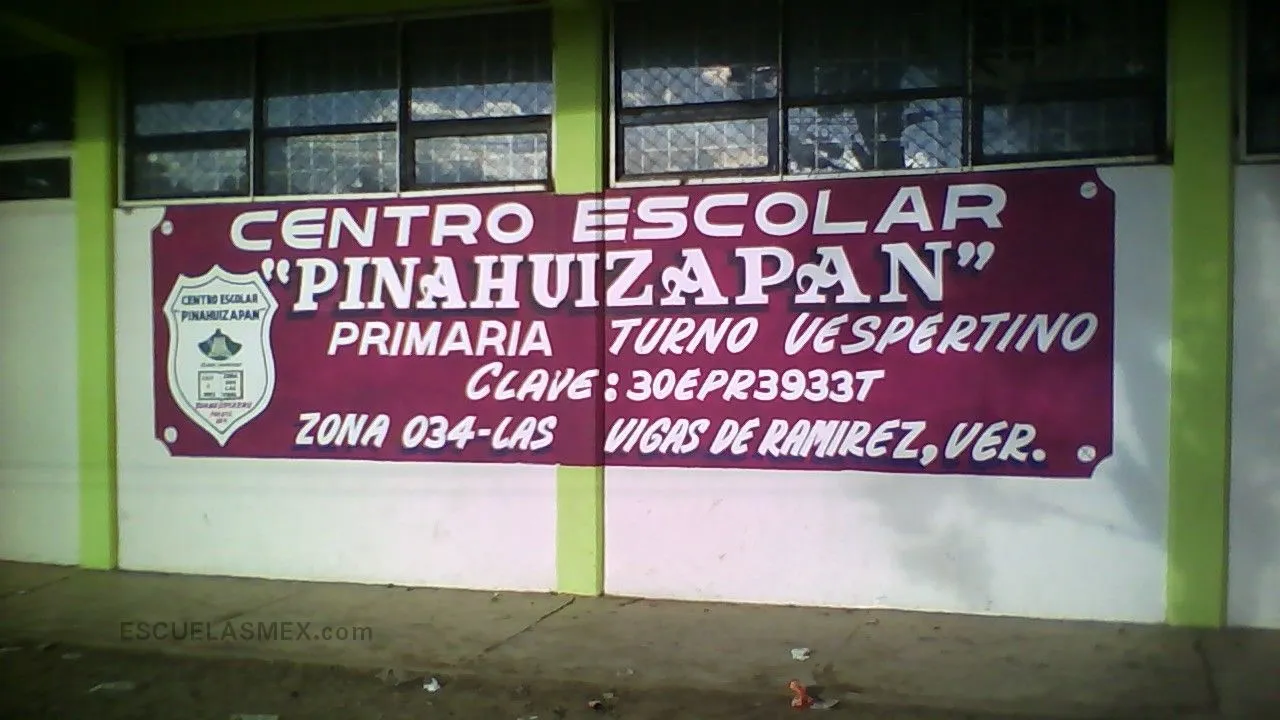 CENTRO ESCOLAR
"PINAHUIZAPAN"
PRIMARIA TURNO VESPERTINO
CLAVE: 30EPR3933T
ZONA 034-LAS VIGAS DE RAMIREZ, VER.
CENTRO ESCOLAR
"PINAHUIZAPAN"
ESCUELASMEX.com